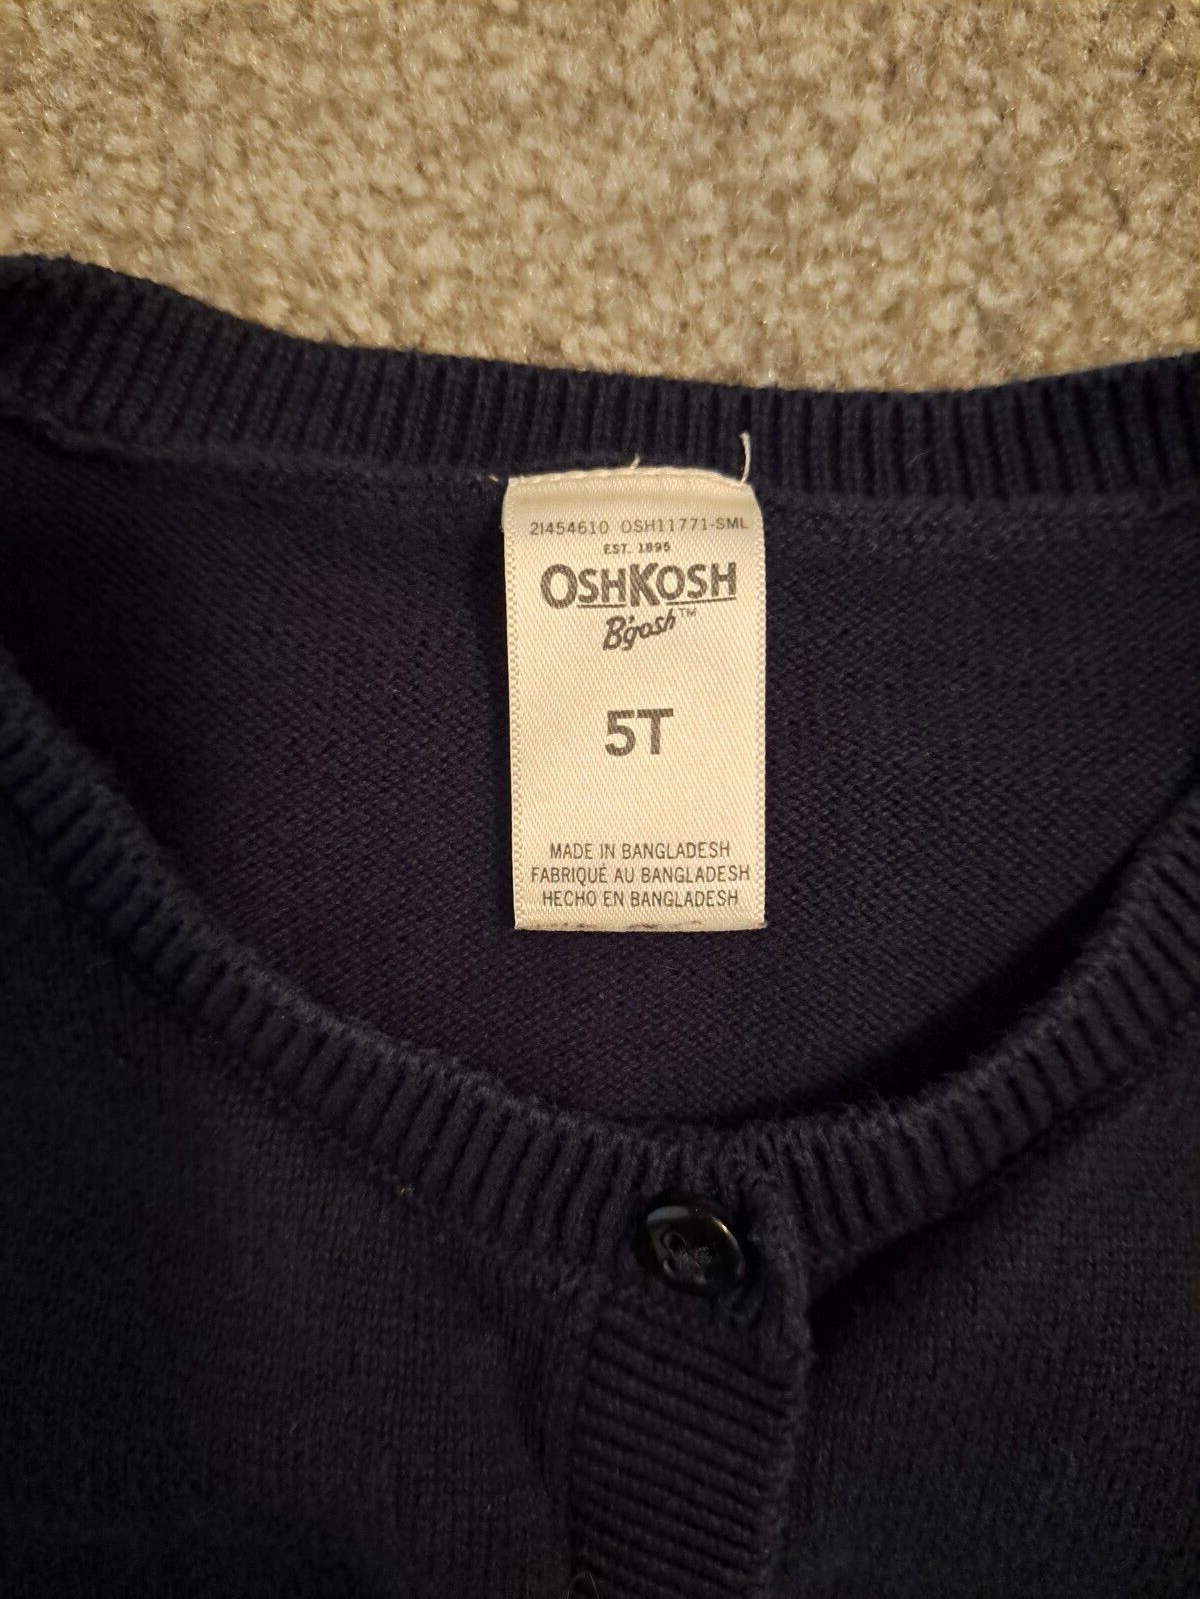 21454610 OSH11771-SML
EST. 1895
OSHKOSH
B'gosh™
5T
MADE IN BANGLADESH
FABRIQUÉ AU BANGLADESH
HECHO EN BANGLADESH